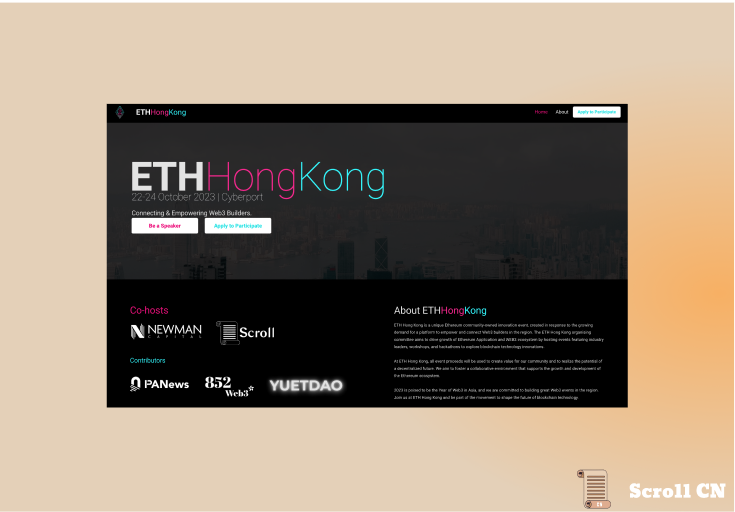 ETHHongKong
Home About Apply to Participate
ETHHongKong
22-24 October 2023 | Cyberport
Connecting & Empowering Web3 Builders.
Be a Speaker Apply to Participate
Co-hosts
NEWMAN
CAPITAL
Scroll
Contributors
PANews
852
Web3*
YUETDAO
About ETHHongKong
ETH Hong Kong is a unique Ethereum community-owned innovation event, created in response to the growing
demand for a platform to empower and connect Web3 builders in the region. The ETH Hong Kong organising
committee aims to drive growth of Ethereum Application and WEB3 ecosystem by hosting events featuring industry
leaders, workshops, and hackathons to explore blockchain technology innovations.
At ETH Hong Kong, all event proceeds will be used to create value for our community and to realize the potential of
a decentralized future. We aim to foster a collaborative environment that supports the growth and development of
the Ethereum ecosystem.
2023 is poised to be the Year of Web3 in Asia, and we are committed to building great Web3 events in the region.
Join us at ETH Hong Kong and be part of the movement to shape the future of blockchain technology.
Scroll CN